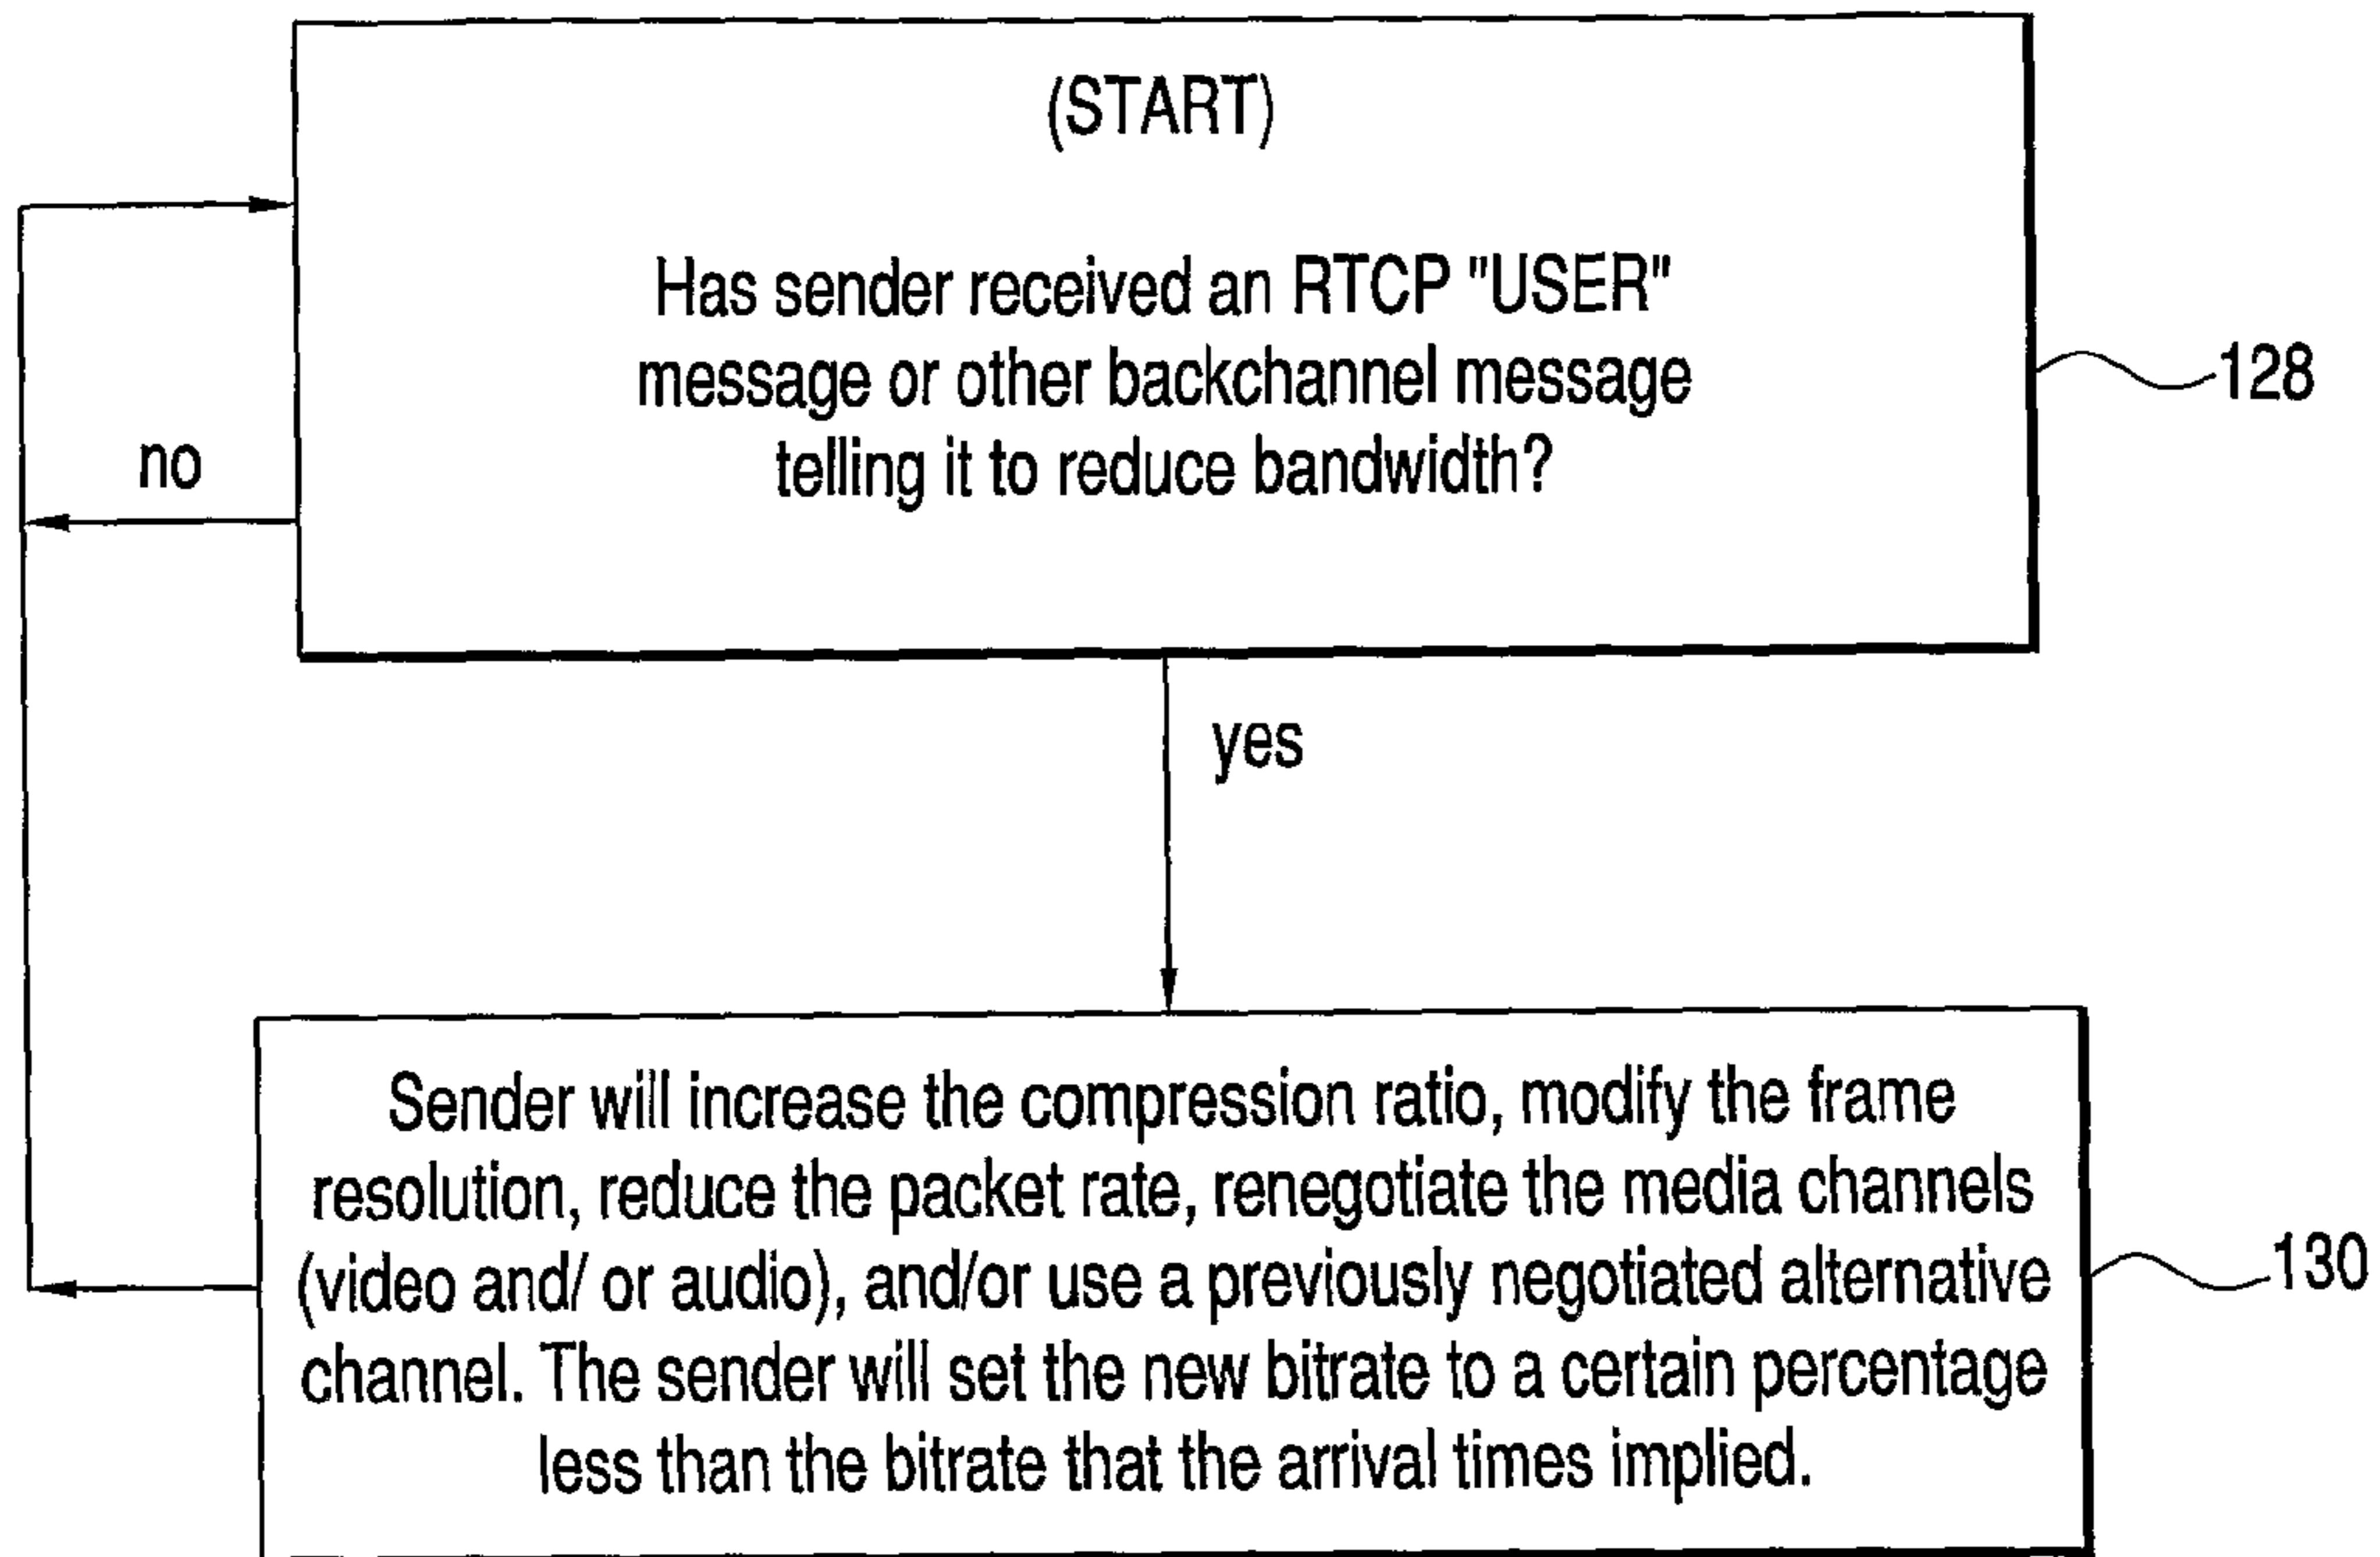 (START)
Has sender received an RTCP "USER"
message or other backchannel message
telling it to reduce bandwidth?
128
no
yes
Sender will increase the compression ratio, modify the frame
resolution, reduce the packet rate, renegotiate the media channels
(video and/ or audio), and/or use a previously negotiated alternative
channel. The sender will set the new bitrate to a certain percentage
less than the bitrate that the arrival times implied.
130